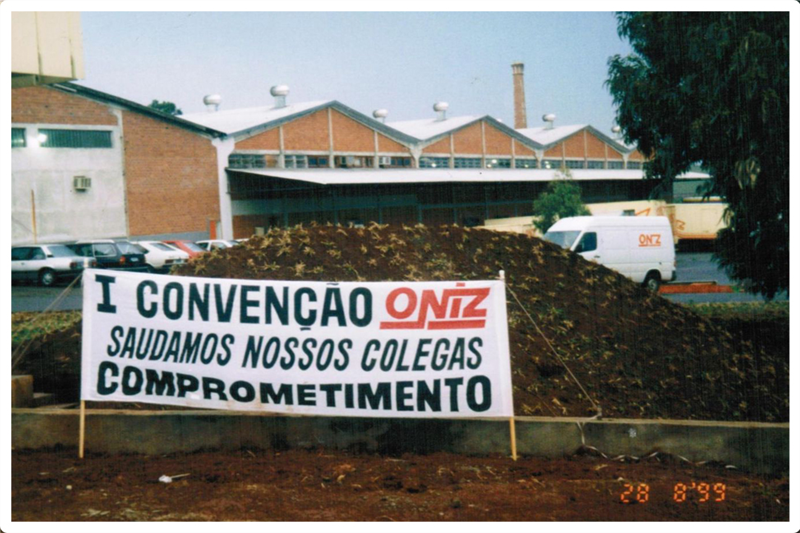 I CONVENÇÃO ONIZ
SAUDAMOS NOSSOS COLEGAS
COMPROMETIMENTO
ONIZ
28 8'99